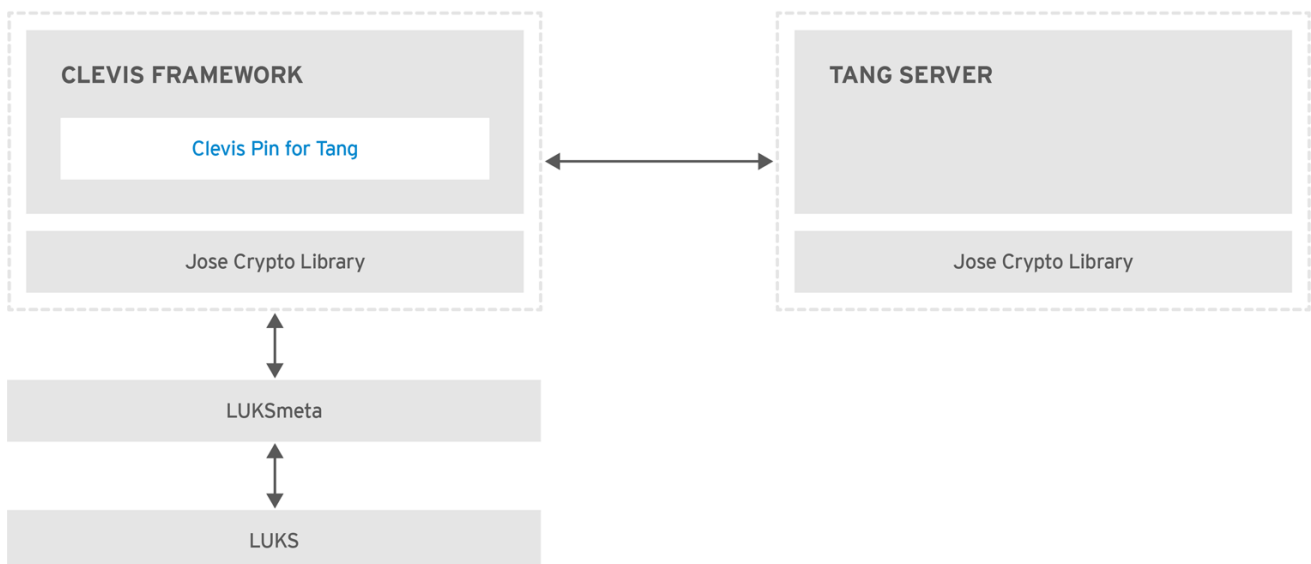 CLEVIS FRAMEWORK
Clevis Pin for Tang
Jose Crypto Library
TANG SERVER
Jose Crypto Library
LUKSmeta
LUKS